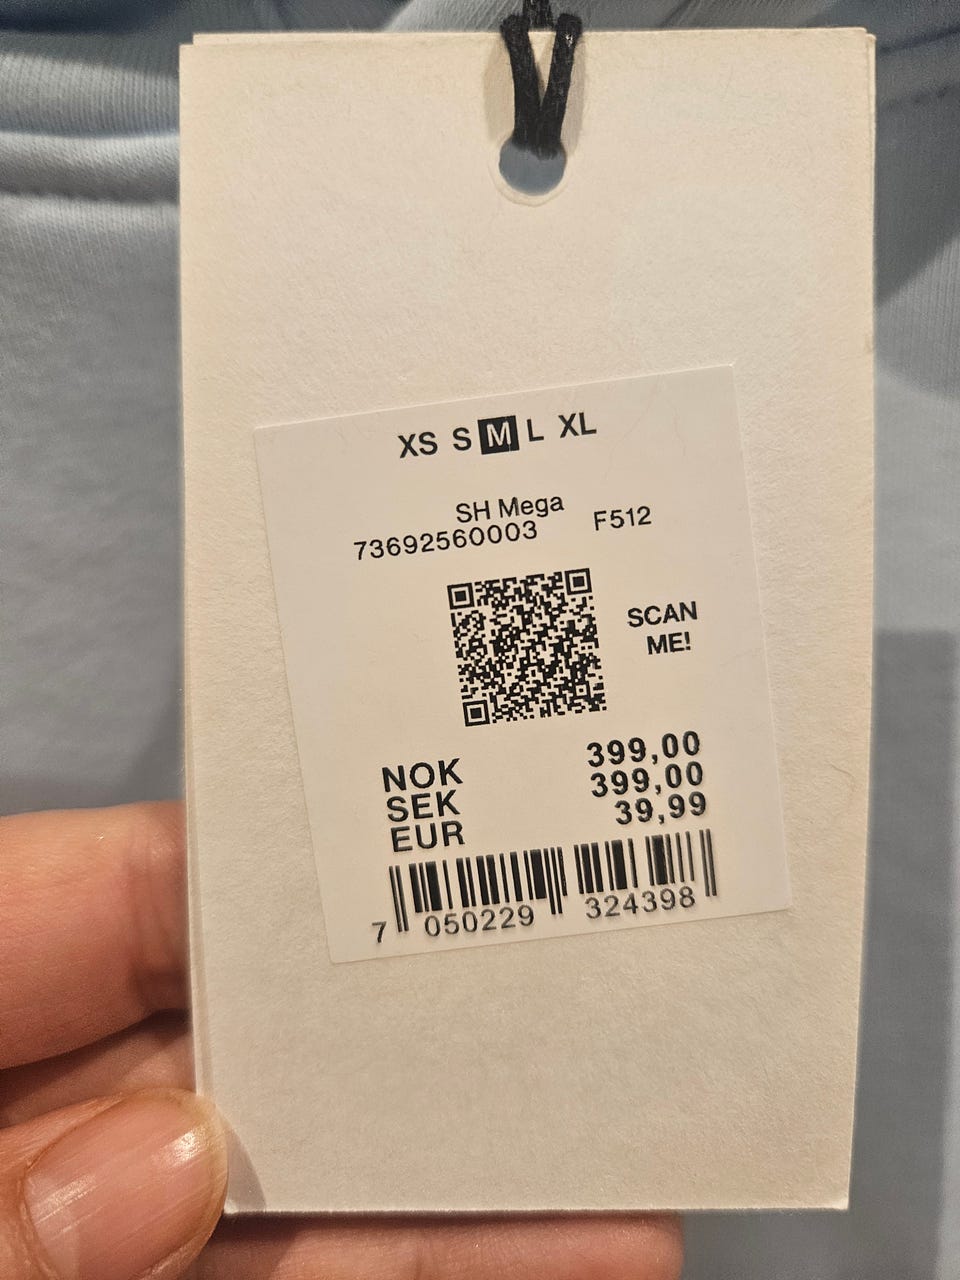 XS S M L XL
SH Mega
73692560003 F512
SCAN
ME!
NOK 399,00
SEK 399,00
EUR 39,99
7 050229 324398